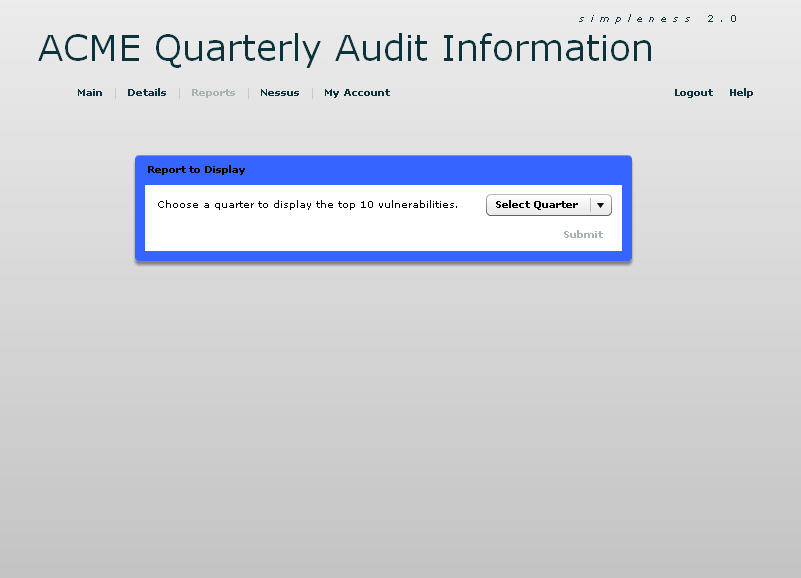 simpleness 2.0
ACME Quarterly Audit Information
Main Details Reports Nessus My Account Logout Help
Report to Display
Choose a quarter to display the top 10 vulnerabilities. Select Quarter
Submit